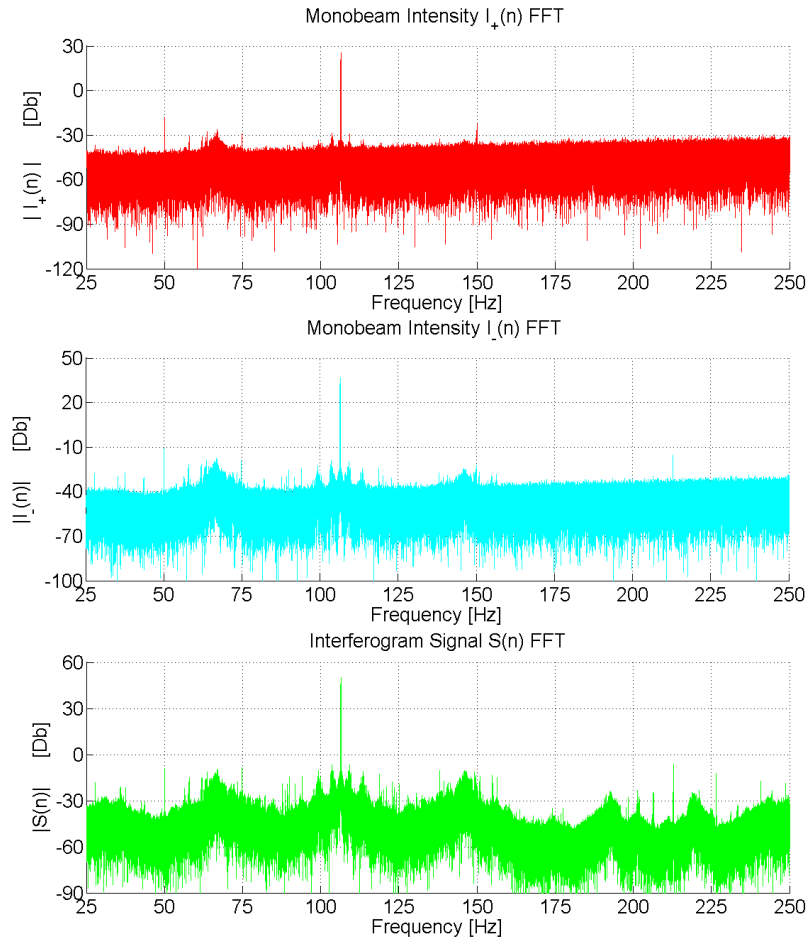 Monobeam Intensity I_+(n) FFT
| I_+(n) | [Db]
30
0
-30
-60
-90
-120
25 50 75 100 125 150 175 200 225 250
Frequency [Hz]
Monobeam Intensity I_-(n) FFT
|I_-(n)| [Db]
50
20
-10
-40
-70
-100
25 50 75 100 125 150 175 200 225 250
Frequency [Hz]
Interferogram Signal S(n) FFT
|S(n)| [Db]
60
30
0
-30
-60
-90
25 50 75 100 125 150 175 200 225 250
Frequency [Hz]